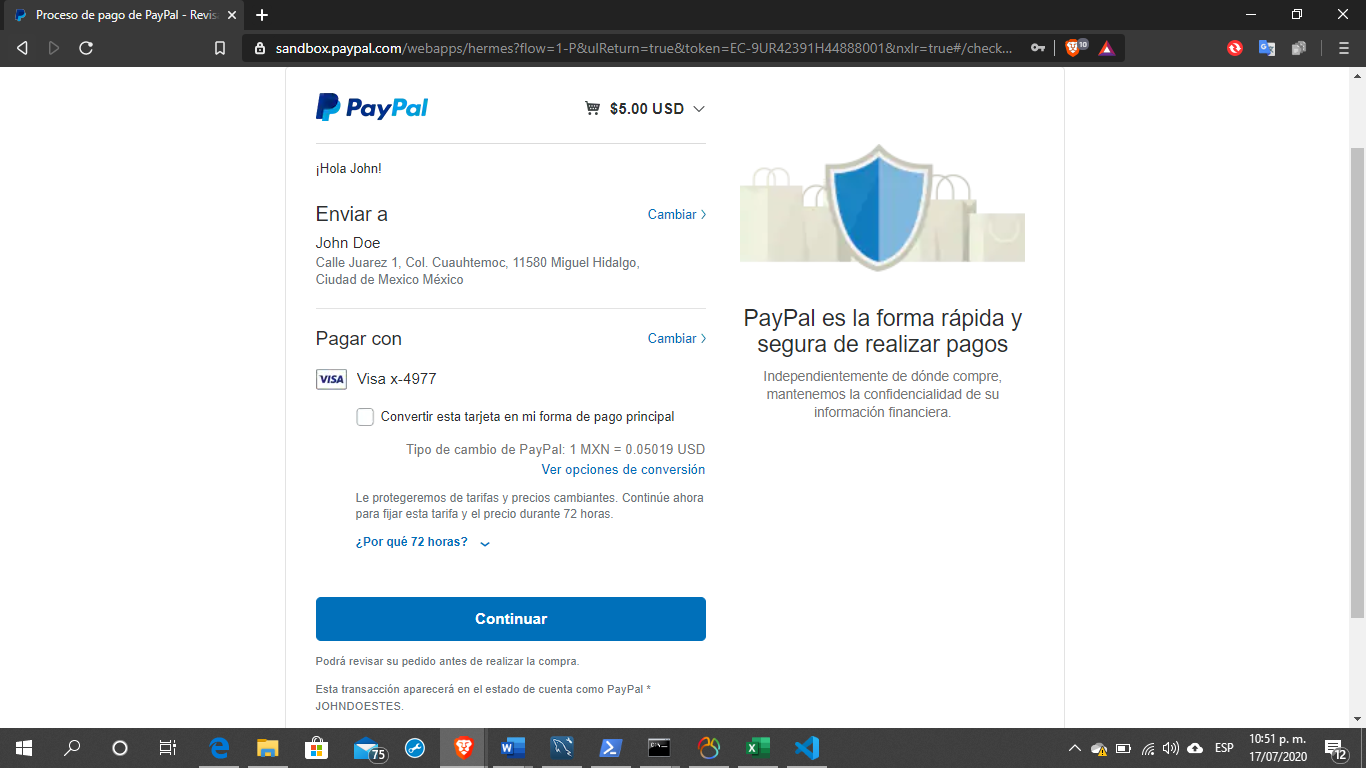 Proceso de pago de PayPal - Revis
sandbox.paypal.com/webapps/hermes?flow=1-P&ulReturn=true&token=EC-9UR42391H44888001&nxlr=true#/check...
10
PayPal
$5.00 USD
¡Hola John!
Enviar a
Cambiar
John Doe
Calle Juarez 1, Col. Cuauhtemoc, 11580 Miguel Hidalgo,
Ciudad de Mexico México
Pagar con
Cambiar
VISA
Visa x-4977
Convertir esta tarjeta en mi forma de pago principal
Tipo de cambio de PayPal: 1 MXN = 0.05019 USD
Ver opciones de conversión
Le protegeremos de tarifas y precios cambiantes. Continúe ahora
para fijar esta tarifa y el precio durante 72 horas.
¿Por qué 72 horas?
Continuar
Podrá revisar su pedido antes de realizar la compra.
Esta transacción aparecerá en el estado de cuenta como PayPal *
JOHNDOESTES.
PayPal es la forma rápida y
segura de realizar pagos
Independientemente de dónde compre,
mantenemos la confidencialidad de su
información financiera.
75
ESP
10:51 p. m.
17/07/2020
12